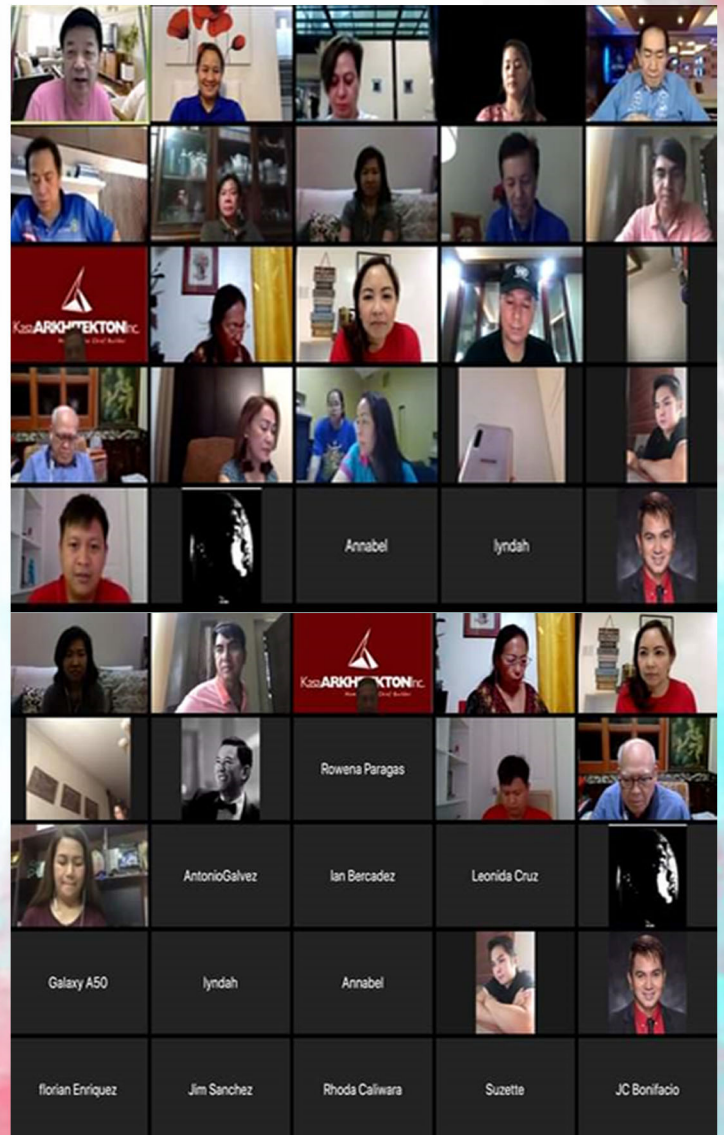 KasaARKHITEKTONInc.
Annabel
lyndah
KasaARKHITEKTONInc.
Rowena Paragas
AntonioGalvez
Ian Bercadez
Leonida Cruz
Galaxy A50
lyndah
Annabel
florian Enriquez
Jim Sanchez
Rhoda Caliwara
Suzette
JC Bonifacio